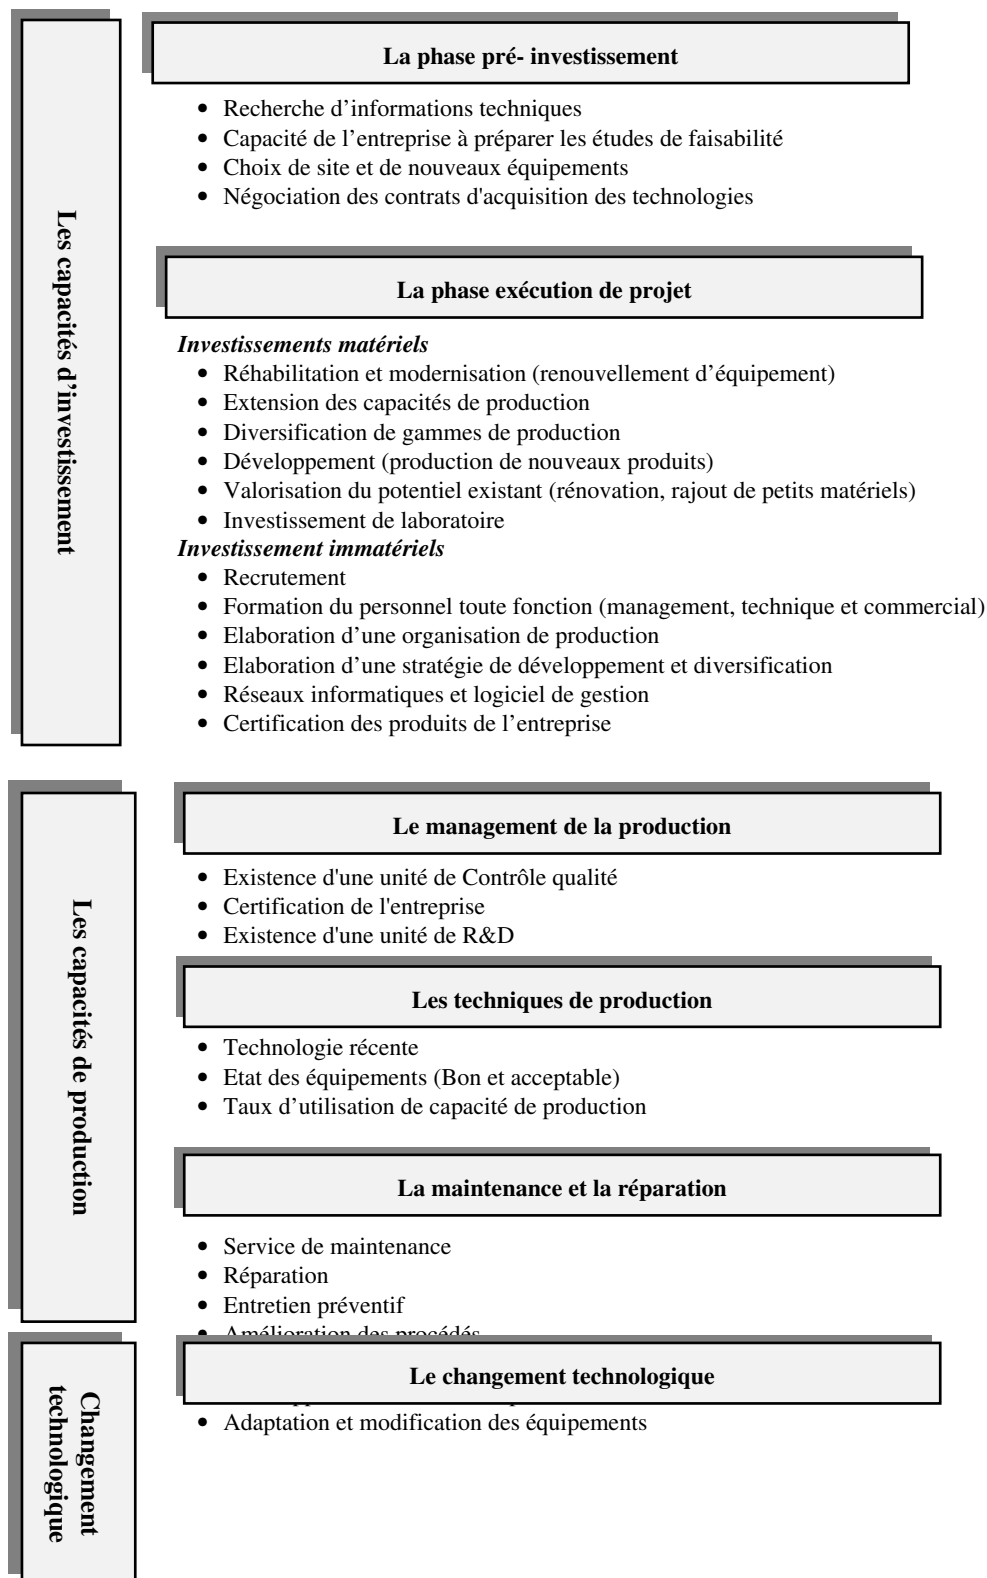 Les capacités d’investissement
La phase pré- investissement
• Recherche d’informations techniques
• Capacité de l’entreprise à préparer les études de faisabilité
• Choix de site et de nouveaux équipements
• Négociation des contrats d'acquisition des technologies
La phase exécution de projet
Investissements matériels
• Réhabilitation et modernisation (renouvellement d’équipement)
• Extension des capacités de production
• Diversification de gammes de production
• Développement (production de nouveaux produits)
• Valorisation du potentiel existant (rénovation, rajout de petits matériels)
• Investissement de laboratoire
Investissement immatériels
• Recrutement
• Formation du personnel toute fonction (management, technique et commercial)
• Elaboration d’une organisation de production
• Elaboration d’une stratégie de développement et diversification
• Réseaux informatiques et logiciel de gestion
• Certification des produits de l’entreprise
Les capacités de production
Le management de la production
• Existence d'une unité de Contrôle qualité
• Certification de l'entreprise
• Existence d'une unité de R&D
Les techniques de production
• Technologie récente
• Etat des équipements (Bon et acceptable)
• Taux d’utilisation de capacité de production
La maintenance et la réparation
• Service de maintenance
• Réparation
• Entretien préventif
• Amélioration des procédés
Changement
technologique
Le changement technologique
• Adaptation et modification des équipements